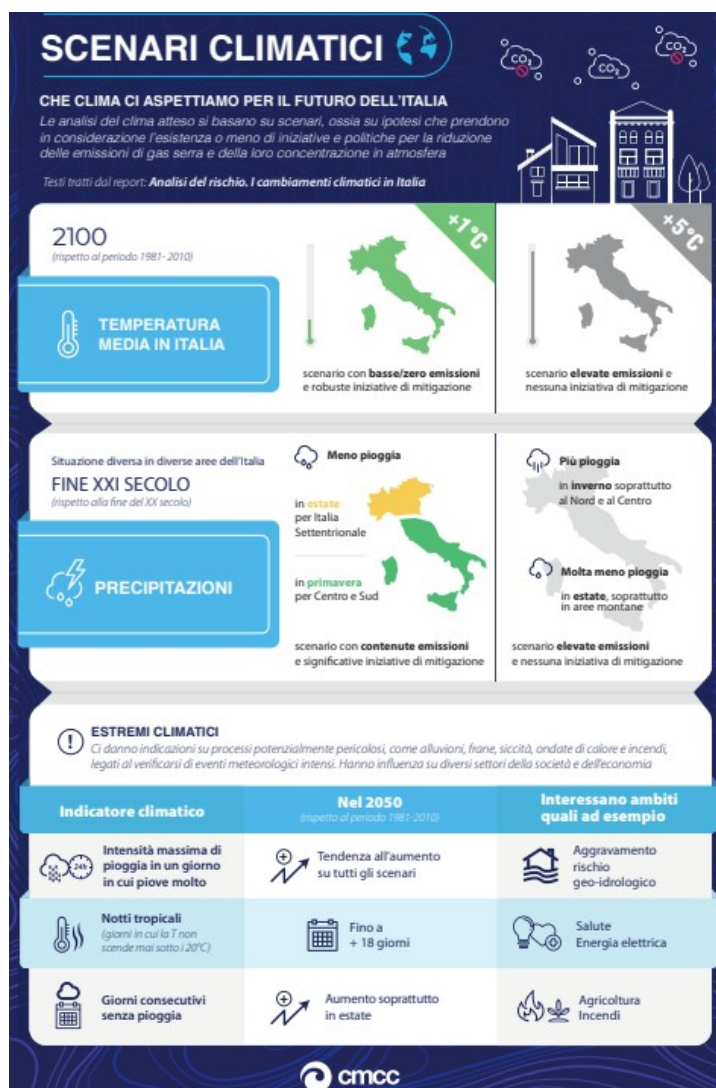 SCENARI CLIMATICI
CO₂
CO₂
CO₂
CHE CLIMA CI ASPETTIAMO PER IL FUTURO DELL'ITALIA
Le analisi del clima atteso si basano su scenari, ossia su ipotesi che prendono
in considerazione l'esistenza o meno di iniziative e politiche per la riduzione
delle emissioni di gas serra e della loro concentrazione in atmosfera
Testi tratti dal report: Analisi del rischio. I cambiamenti climatici in Italia
2100
(rispetto al periodo 1981- 2010)
TEMPERATURA
MEDIA IN ITALIA
+1°C
scenario con basse/zero emissioni
e robuste iniziative di mitigazione
+5°C
scenario elevate emissioni e
nessuna iniziativa di mitigazione
Situazione diversa in diverse aree dell'Italia
FINE XXI SECOLO
(rispetto alla fine del XX secolo)
PRECIPITAZIONI
Meno pioggia
in estate
per Italia
Settentrionale
in primavera
per Centro e Sud
scenario con contenute emissioni
e significative iniziative di mitigazione
Più pioggia
in inverno soprattutto
al Nord e al Centro
Molta meno pioggia
in estate, soprattutto
in aree montane
scenario elevate emissioni
e nessuna iniziativa di mitigazione
ESTREMI CLIMATICI
Ci danno indicazioni su processi potenzialmente pericolosi, come alluvioni, frane, siccità, ondate di calore e incendi,
legati al verificarsi di eventi meteorologici intensi. Hanno influenza su diversi settori della società e dell'economia
Indicatore climatico
Nel 2050
(rispetto al periodo 1981-2010)
Interessano ambiti
quali ad esempio
24h
Intensità massima di
pioggia in un giorno
in cui piove molto
Tendenza all'aumento
su tutti gli scenari
Aggravamento
rischio
geo-idrologico
Notti tropicali
(giorni in cui la T non
scende mai sotto i 20°C)
Fino a
+ 18 giorni
Salute
Energia elettrica
Giorni consecutivi
senza pioggia
Aumento soprattutto
in estate
Agricoltura
Incendi
cmcc